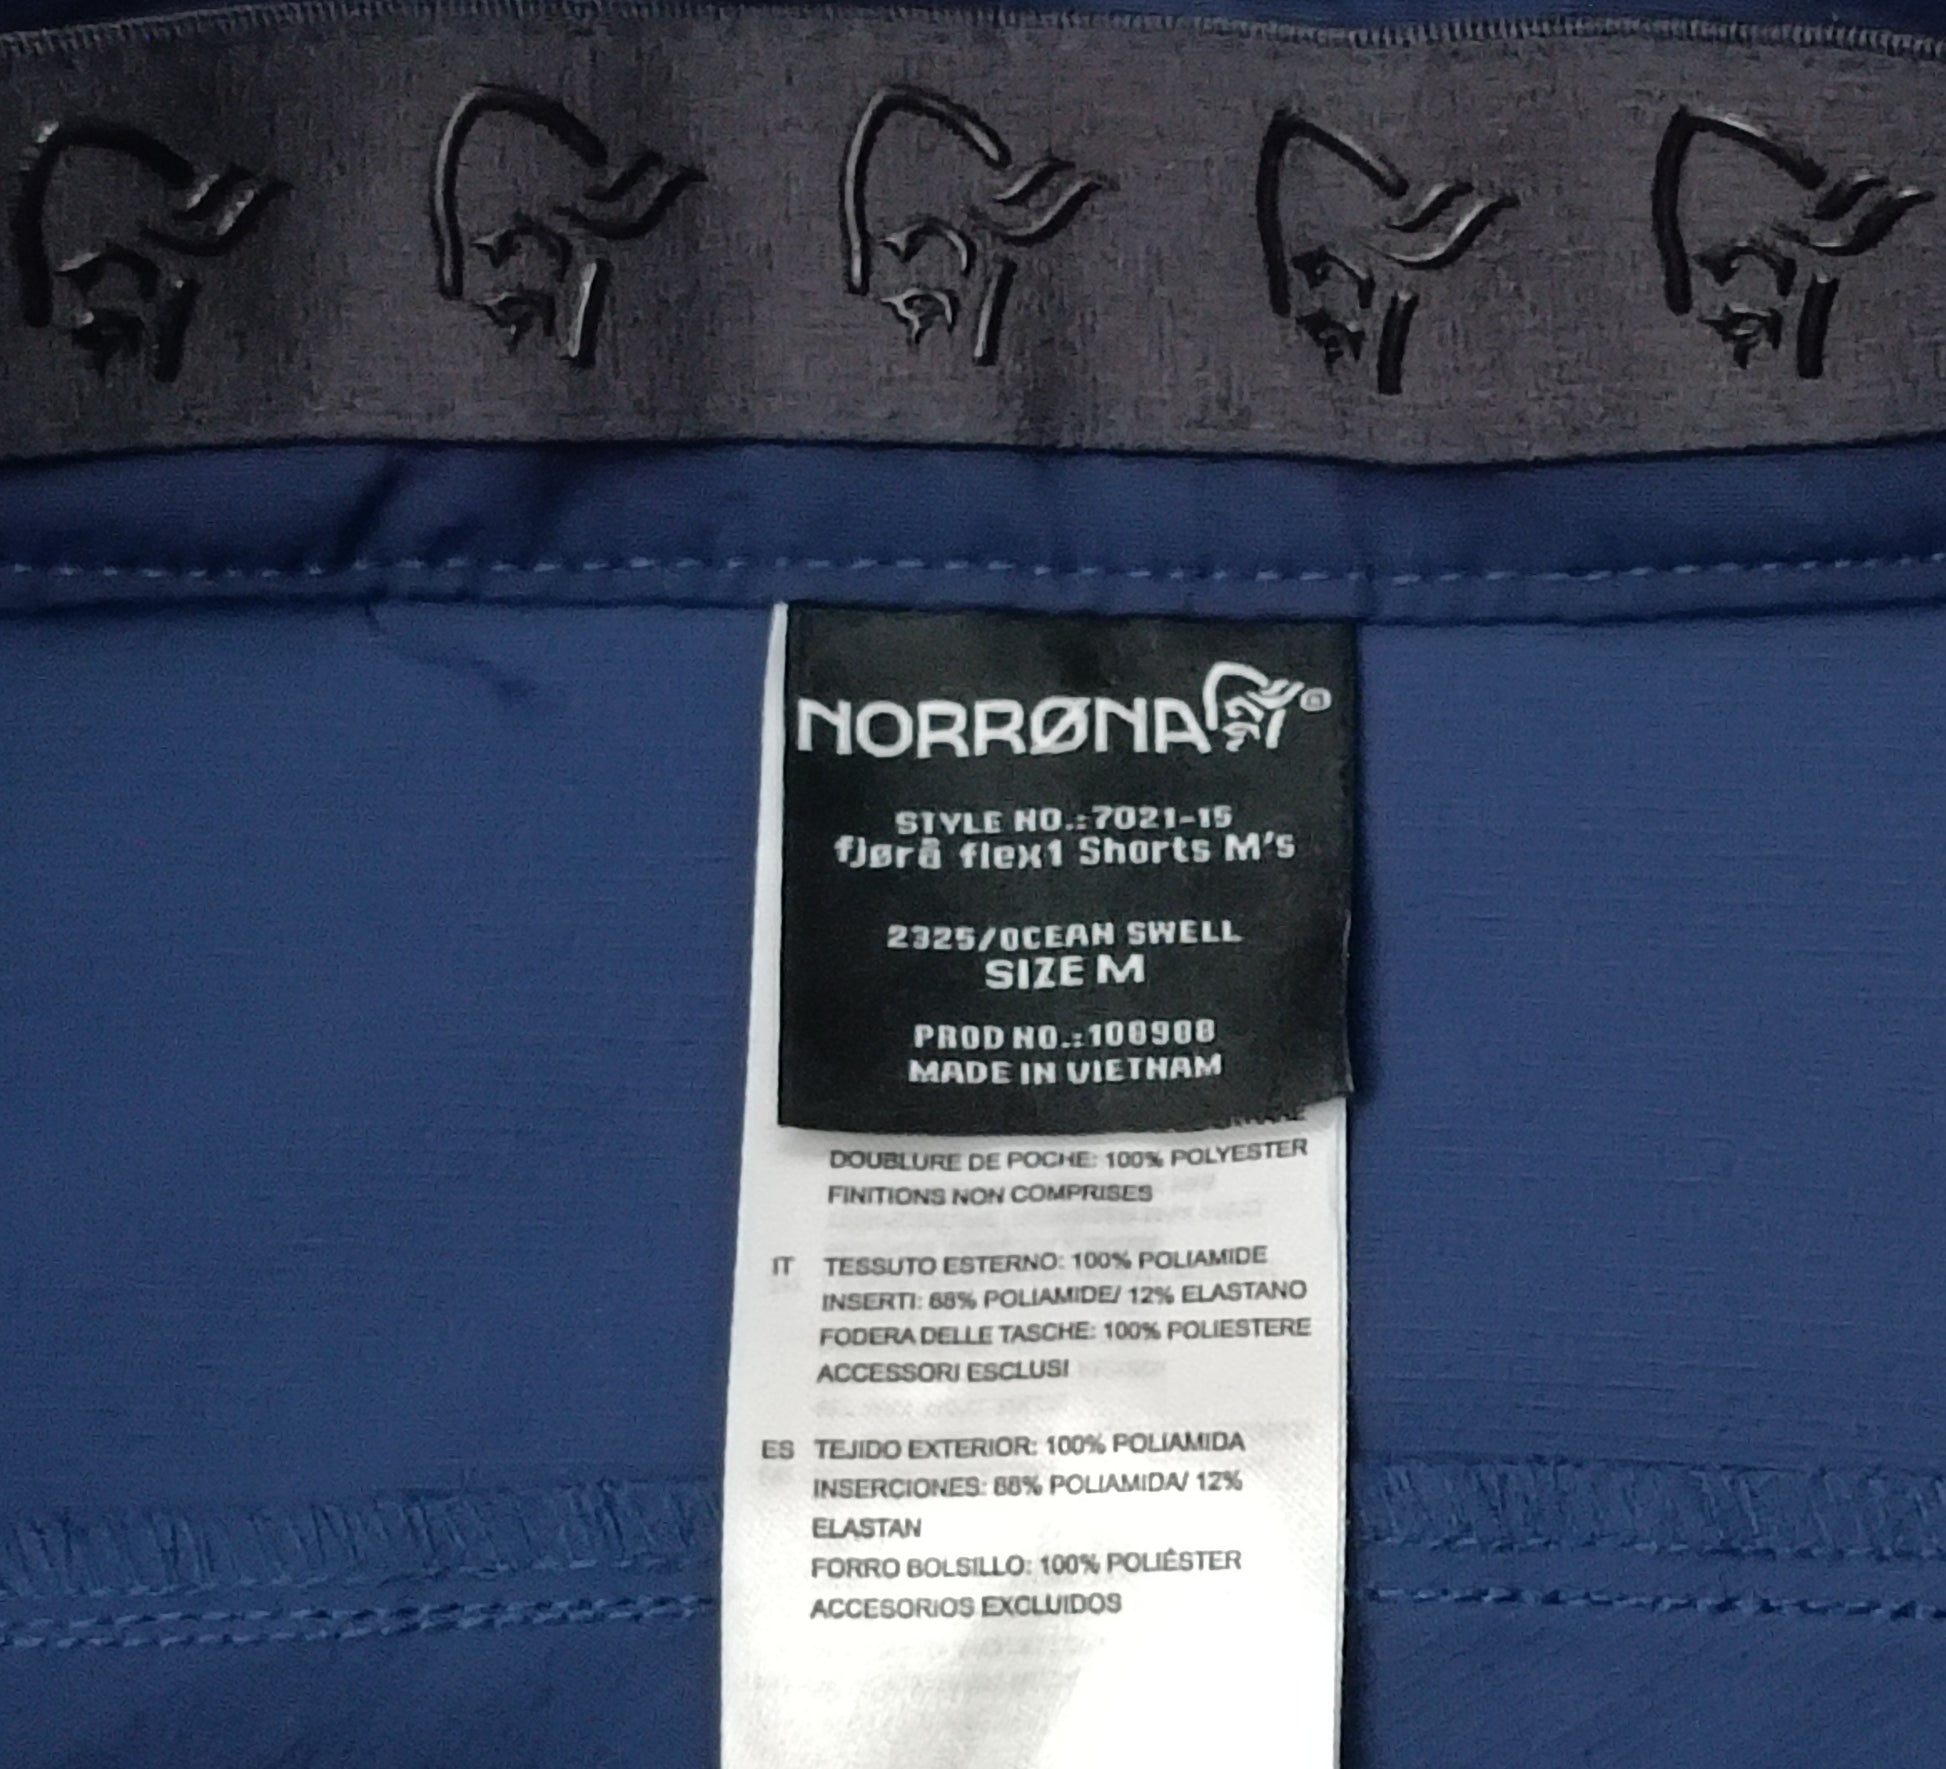 NORRØNA®
STYLE NO.:7021-15
fjørå flex1 Shorts M's
2325/OCEAN SWELL
SIZE M
PROD NO.:108908
MADE IN VIETNAM
DOUBLURE DE POCHE: 100% POLYESTER
FINITIONS NON COMPRISES
IT TESSUTO ESTERNO: 100% POLIAMIDE
INSERTI: 88% POLIAMIDE/ 12% ELASTANO
FODERA DELLE TASCHE: 100% POLIESTERE
ACCESSORI ESCLUSI
ES TEJIDO EXTERIOR: 100% POLIAMIDA
INSERCIONES: 88% POLIAMIDA/ 12%
ELASTAN
FORRO BOLSILLO: 100% POLIÉSTER
ACCESORIOS EXCLUIDOS